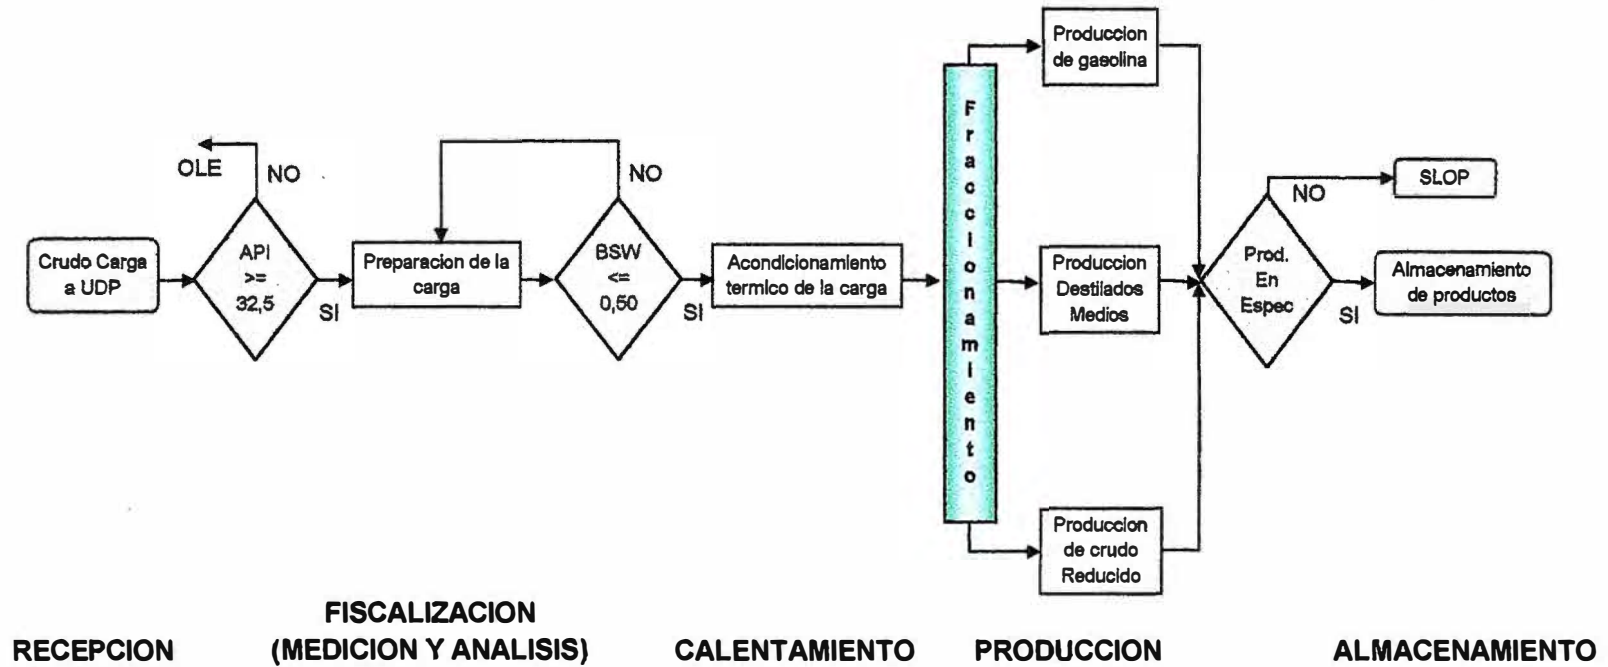 Crudo Carga
a UDP
OLE
NO
API
>=
32,5
SI
Preparacion de la
carga
NO
BSW
<=
0,50
SI
Acondicionamiento
termico de la carga
Fraccionamiento
Produccion
de gasolina
Produccion
Destilados
Medios
Produccion
de crudo
Reducido
Prod.
En
Espec
NO
SLOP
SI
Almacenamiento
de productos
RECEPCION
FISCALIZACION
(MEDICION Y ANALISIS)
CALENTAMIENTO
PRODUCCION
ALMACENAMIENTO